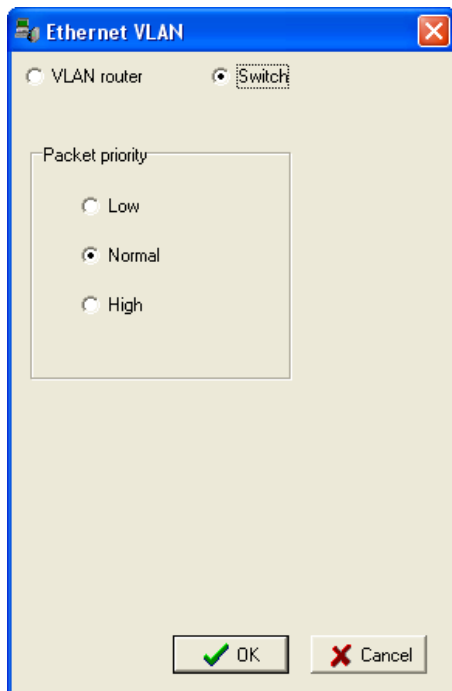 Ethernet VLAN
VLAN router Switch
Packet priority
Low
Normal
High
OK Cancel